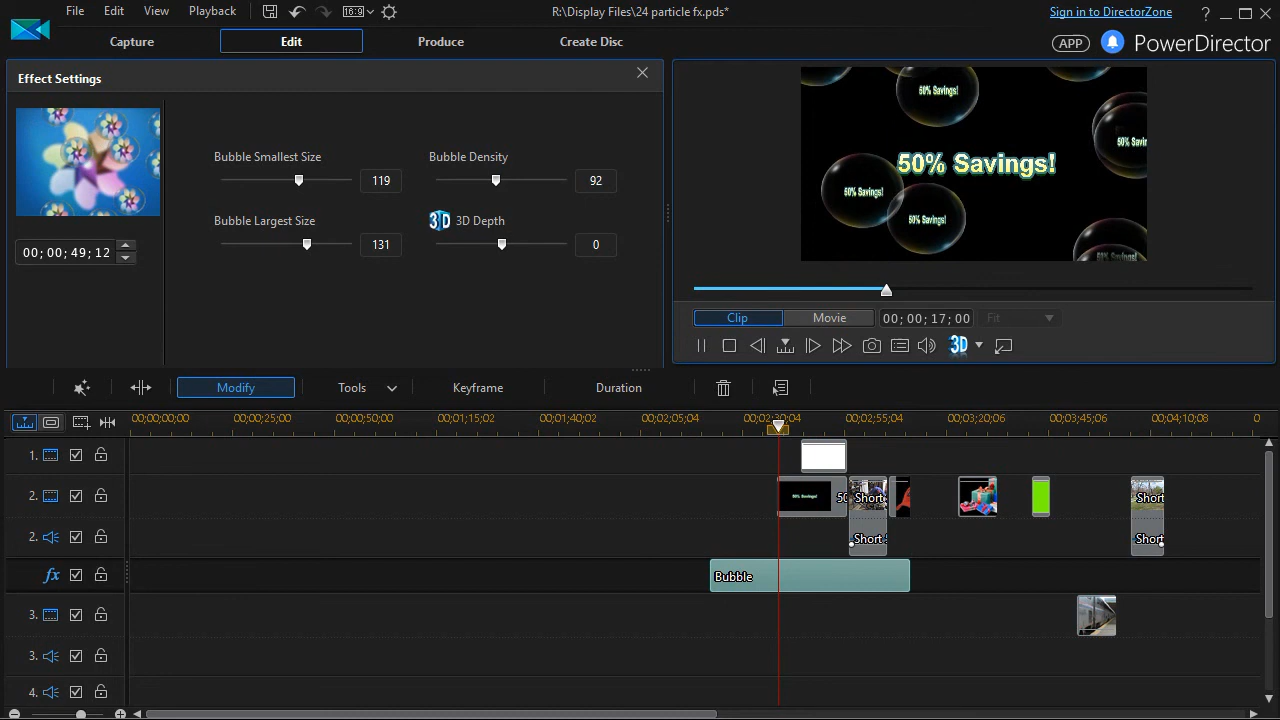 File Edit View Playback 16:9 R:\Display Files\24 particle fx.pds* Sign in to DirectorZone ?
Capture Edit Produce Create Disc APP PowerDirector
Effect Settings
Bubble Smallest Size 119 Bubble Density 92
Bubble Largest Size 131 3D 3D Depth 0
00; 00; 49; 12
50% Savings!
50% Savin
50% Savings!
50% Savings!
50% Savings!
50% Savings!
Clip Movie 00; 00; 17; 00 Fit
3D
Modify Tools Keyframe Duration
00;00;00;00 00;00;25;00 00;00;50;00 00;01;15;02 00;01;40;02 00;02;05;04 00;02;30;04 00;02;55;04 00;03;20;06 00;03;45;06 00;04;10;08 0
1.
2. 50% Savings! 50 Short Short
2. Short Short
fx Bubble
3.
3.
4.